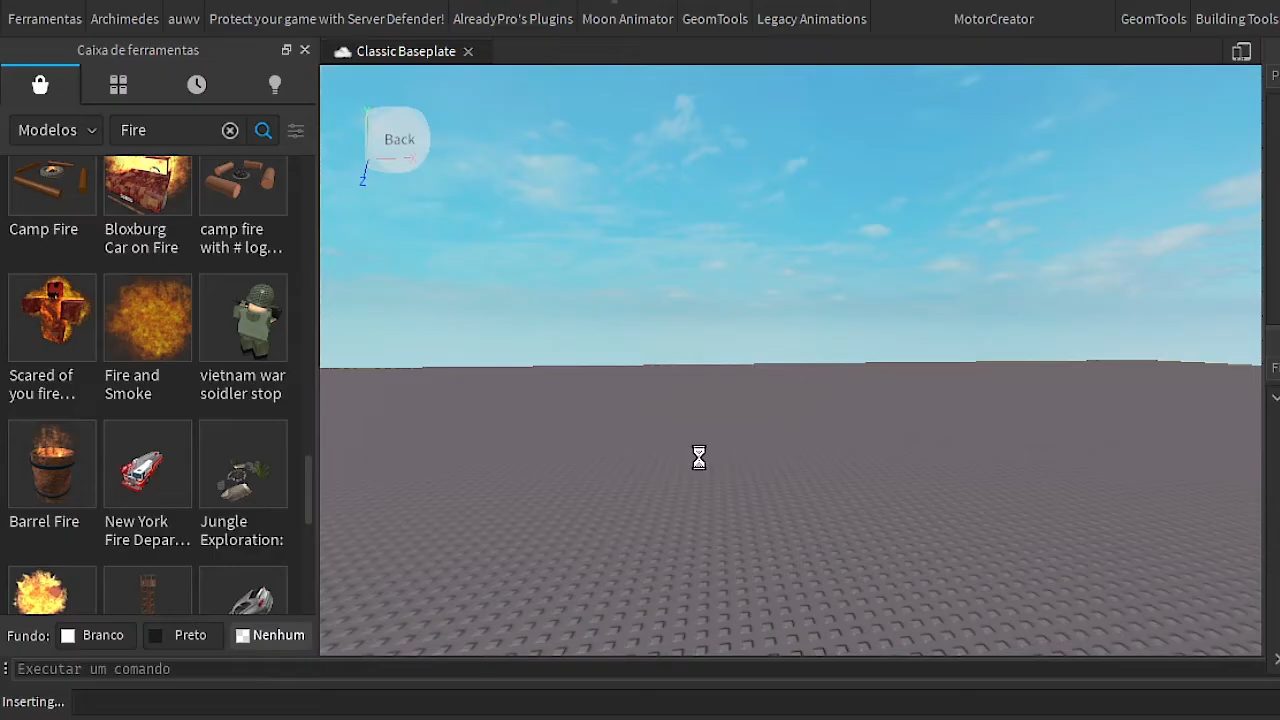 Ferramentas Archimedes auwv Protect your game with Server Defender! AlreadyPro's Plugins Moon Animator GeomTools Legacy Animations MotorCreator GeomTools Building Tools
Caixa de ferramentas
Classic Baseplate
Modelos
Fire
Camp Fire
Bloxburg
Car on Fire
camp fire
with # log...
Scared of
you fire...
Fire and
Smoke
vietnam war
soidler stop
Barrel Fire
New York
Fire Depar...
Jungle
Exploration:
Fundo: Branco Preto Nenhum
Executar um comando
Inserting...
Back
Z